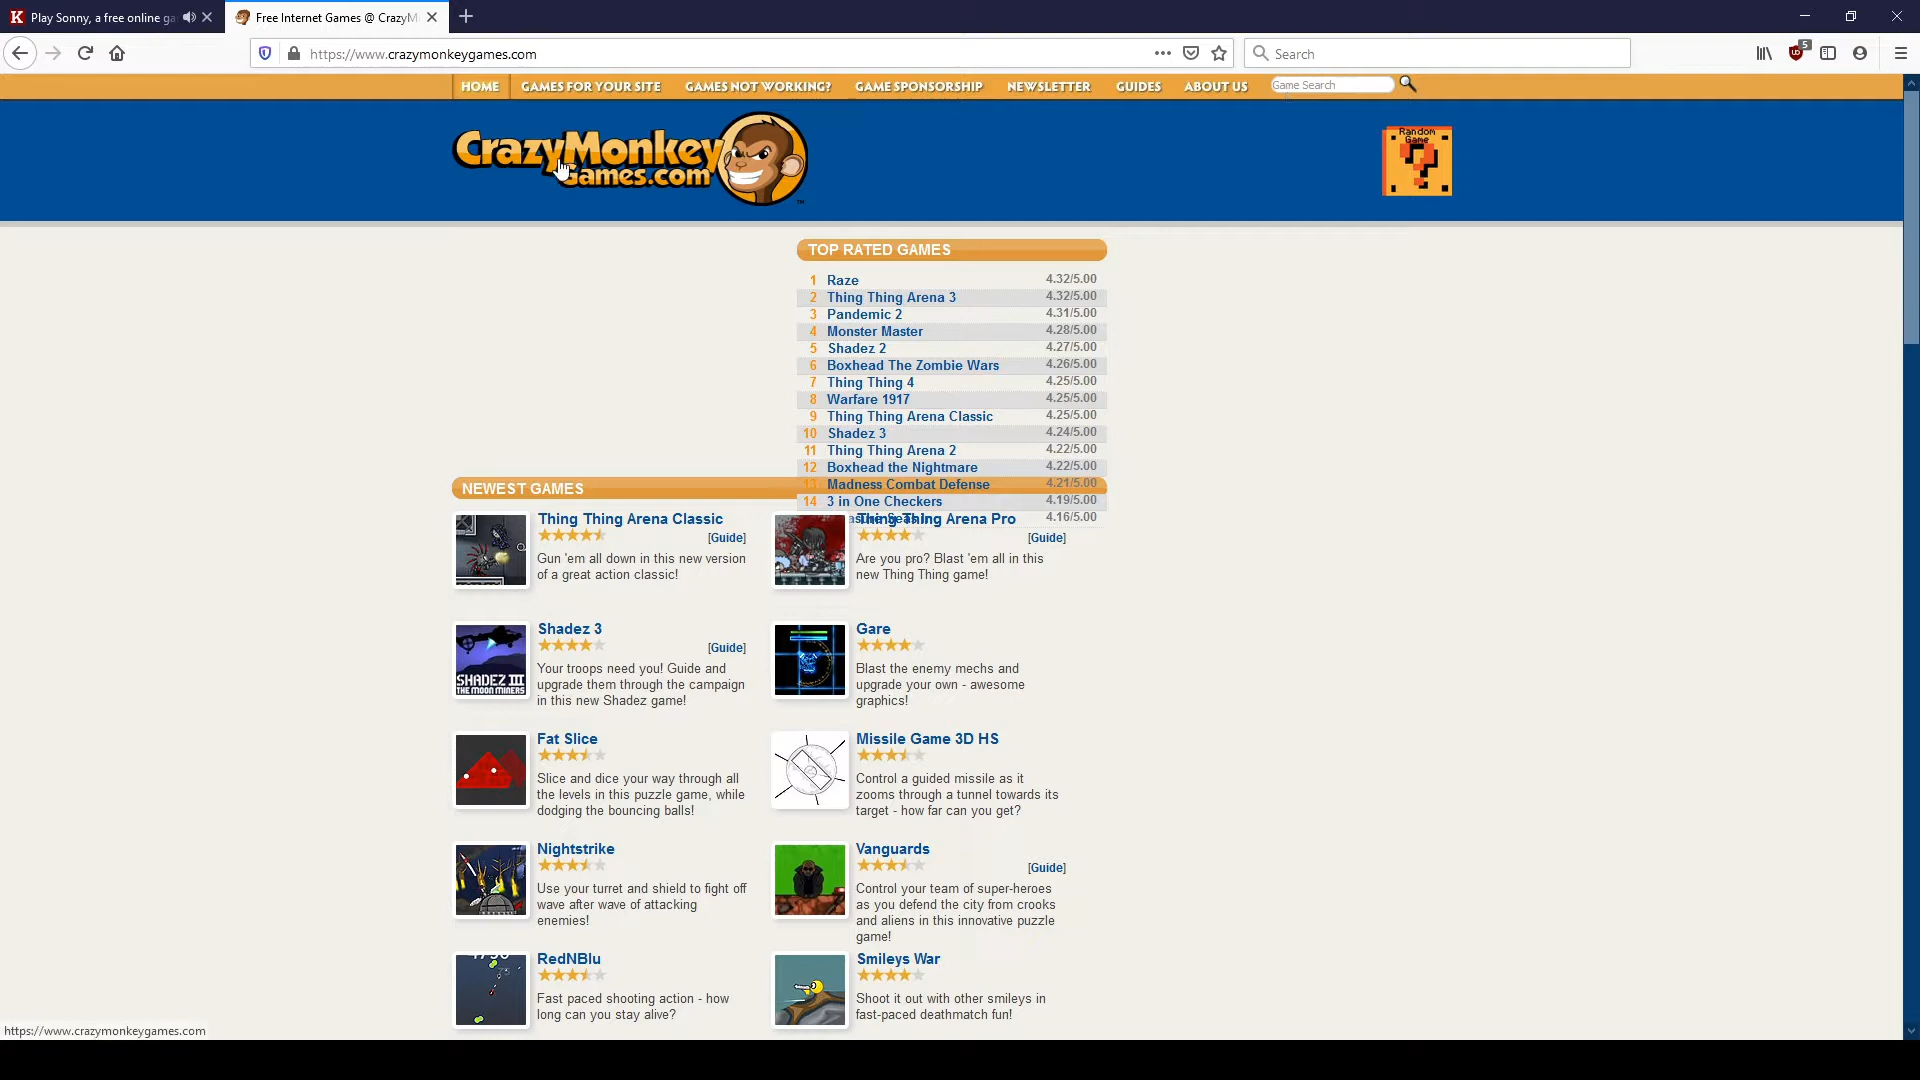 Play Sonny, a free online ga
Free Internet Games @ CrazyM
https://www.crazymonkeygames.com
Search
5
HOME
GAMES FOR YOUR SITE
GAMES NOT WORKING?
GAME SPONSORSHIP
NEWSLETTER
GUIDES
ABOUT US
Game Search
CrazyMonkey
Games.com
TM
Random
Game
?
TOP RATED GAMES
1 Raze 4.32/5.00
2 Thing Thing Arena 3 4.32/5.00
3 Pandemic 2 4.31/5.00
4 Monster Master 4.28/5.00
5 Shadez 2 4.27/5.00
6 Boxhead The Zombie Wars 4.26/5.00
7 Thing Thing 4 4.25/5.00
8 Warfare 1917 4.25/5.00
9 Thing Thing Arena Classic 4.25/5.00
10 Shadez 3 4.24/5.00
11 Thing Thing Arena 2 4.22/5.00
12 Boxhead the Nightmare 4.22/5.00
13 Madness Combat Defense 4.21/5.00
14 3 in One Checkers 4.19/5.00
4.16/5.00
NEWEST GAMES
Thing Thing Arena Classic
[Guide]
Gun 'em all down in this new version
of a great action classic!
Thing Thing Arena Pro
[Guide]
Are you pro? Blast 'em all in this
new Thing Thing game!
SHADEZ III
THE MOON MINERS
Shadez 3
[Guide]
Your troops need you! Guide and
upgrade them through the campaign
in this new Shadez game!
Gare
Blast the enemy mechs and
upgrade your own - awesome
graphics!
Fat Slice
Slice and dice your way through all
the levels in this puzzle game, while
dodging the bouncing balls!
Missile Game 3D HS
Control a guided missile as it
zooms through a tunnel towards its
target - how far can you get?
Nightstrike
Use your turret and shield to fight off
wave after wave of attacking
enemies!
Vanguards
[Guide]
Control your team of super-heroes
as you defend the city from crooks
and aliens in this innovative puzzle
game!
RedNBlu
Fast paced shooting action - how
long can you stay alive?
Smileys War
Shoot it out with other smileys in
fast-paced deathmatch fun!
https://www.crazymonkeygames.com